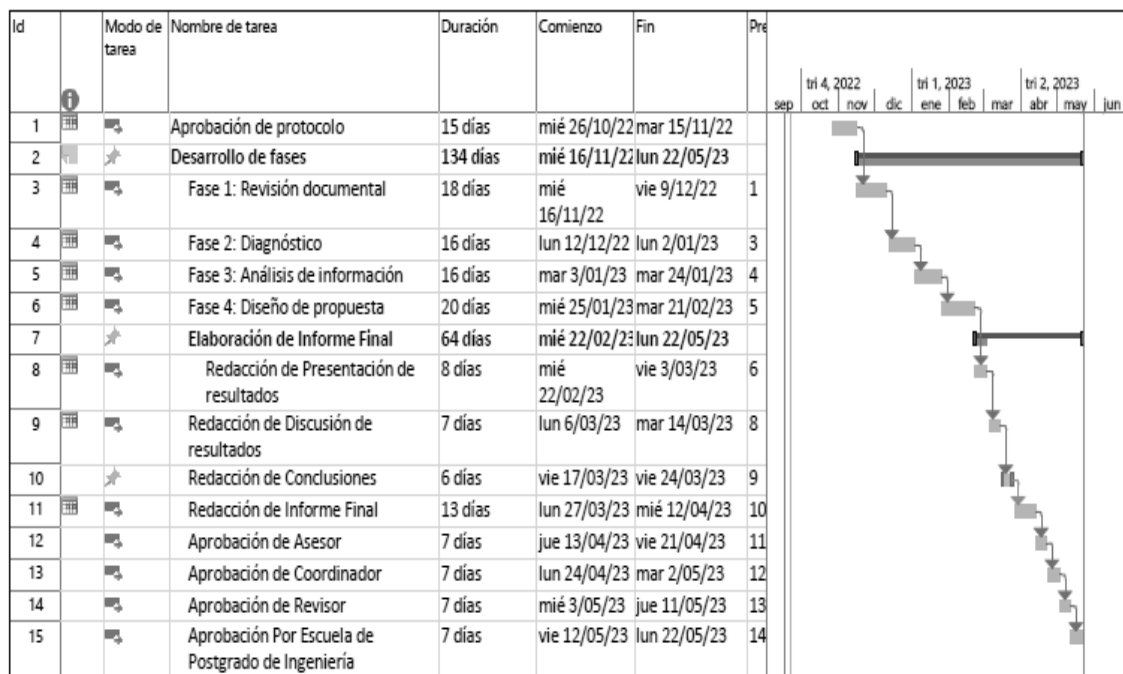 Id Modo de Nombre de tarea Duración Comienzo Fin Pre
tarea
tri 4, 2022 tri 1, 2023 tri 2, 2023
sep oct nov dic ene feb mar abr may jun
1 Aprobación de protocolo 15 días mié 26/10/22 mar 15/11/22
2 Desarrollo de fases 134 días mié 16/11/22 lun 22/05/23
3 Fase 1: Revisión documental 18 días mié vie 9/12/22 1
16/11/22
4 Fase 2: Diagnóstico 16 días lun 12/12/22 lun 2/01/23 3
5 Fase 3: Análisis de información 16 días mar 3/01/23 mar 24/01/23 4
6 Fase 4: Diseño de propuesta 20 días mié 25/01/23 mar 21/02/23 5
7 Elaboración de Informe Final 64 días mié 22/02/23 lun 22/05/23
8 Redacción de Presentación de 8 días mié vie 3/03/23 6
resultados 22/02/23
9 Redacción de Discusión de 7 días lun 6/03/23 mar 14/03/23 8
resultados
10 Redacción de Conclusiones 6 días vie 17/03/23 vie 24/03/23 9
11 Redacción de Informe Final 13 días lun 27/03/23 mié 12/04/23 10
12 Aprobación de Asesor 7 días jue 13/04/23 vie 21/04/23 11
13 Aprobación de Coordinador 7 días lun 24/04/23 mar 2/05/23 12
14 Aprobación de Revisor 7 días mié 3/05/23 jue 11/05/23 13
15 Aprobación Por Escuela de 7 días vie 12/05/23 lun 22/05/23 14
Postgrado de Ingeniería